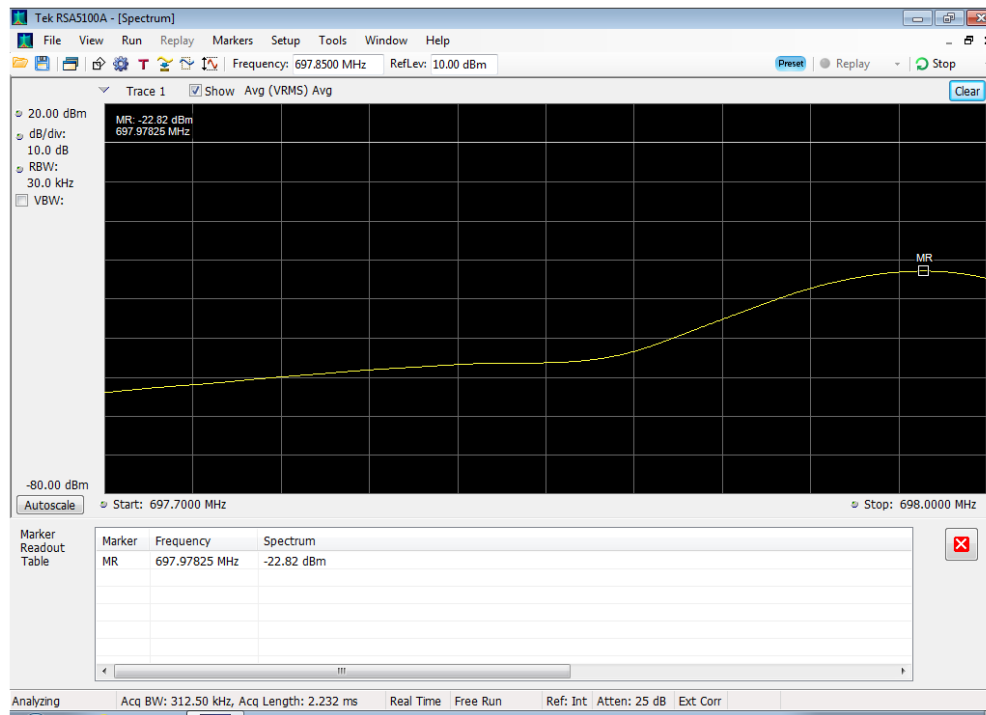 Tek RSA5100A - [Spectrum]
File View Run Replay Markers Setup Tools Window Help
T Frequency: 697.8500 MHz RefLev: 10.00 dBm Preset Replay Stop
Trace 1 Show Avg (VRMS) Avg Clear
20.00 dBm
MR: -22.82 dBm
697.97825 MHz
dB/div:
10.0 dB
RBW:
30.0 kHz
VBW:
MR
-80.00 dBm
Autoscale Start: 697.7000 MHz Stop: 698.0000 MHz
Marker
Readout
Table
Marker Frequency Spectrum
MR 697.97825 MHz -22.82 dBm
Analyzing Acq BW: 312.50 kHz, Acq Length: 2.232 ms Real Time Free Run Ref: Int Atten: 25 dB Ext Corr